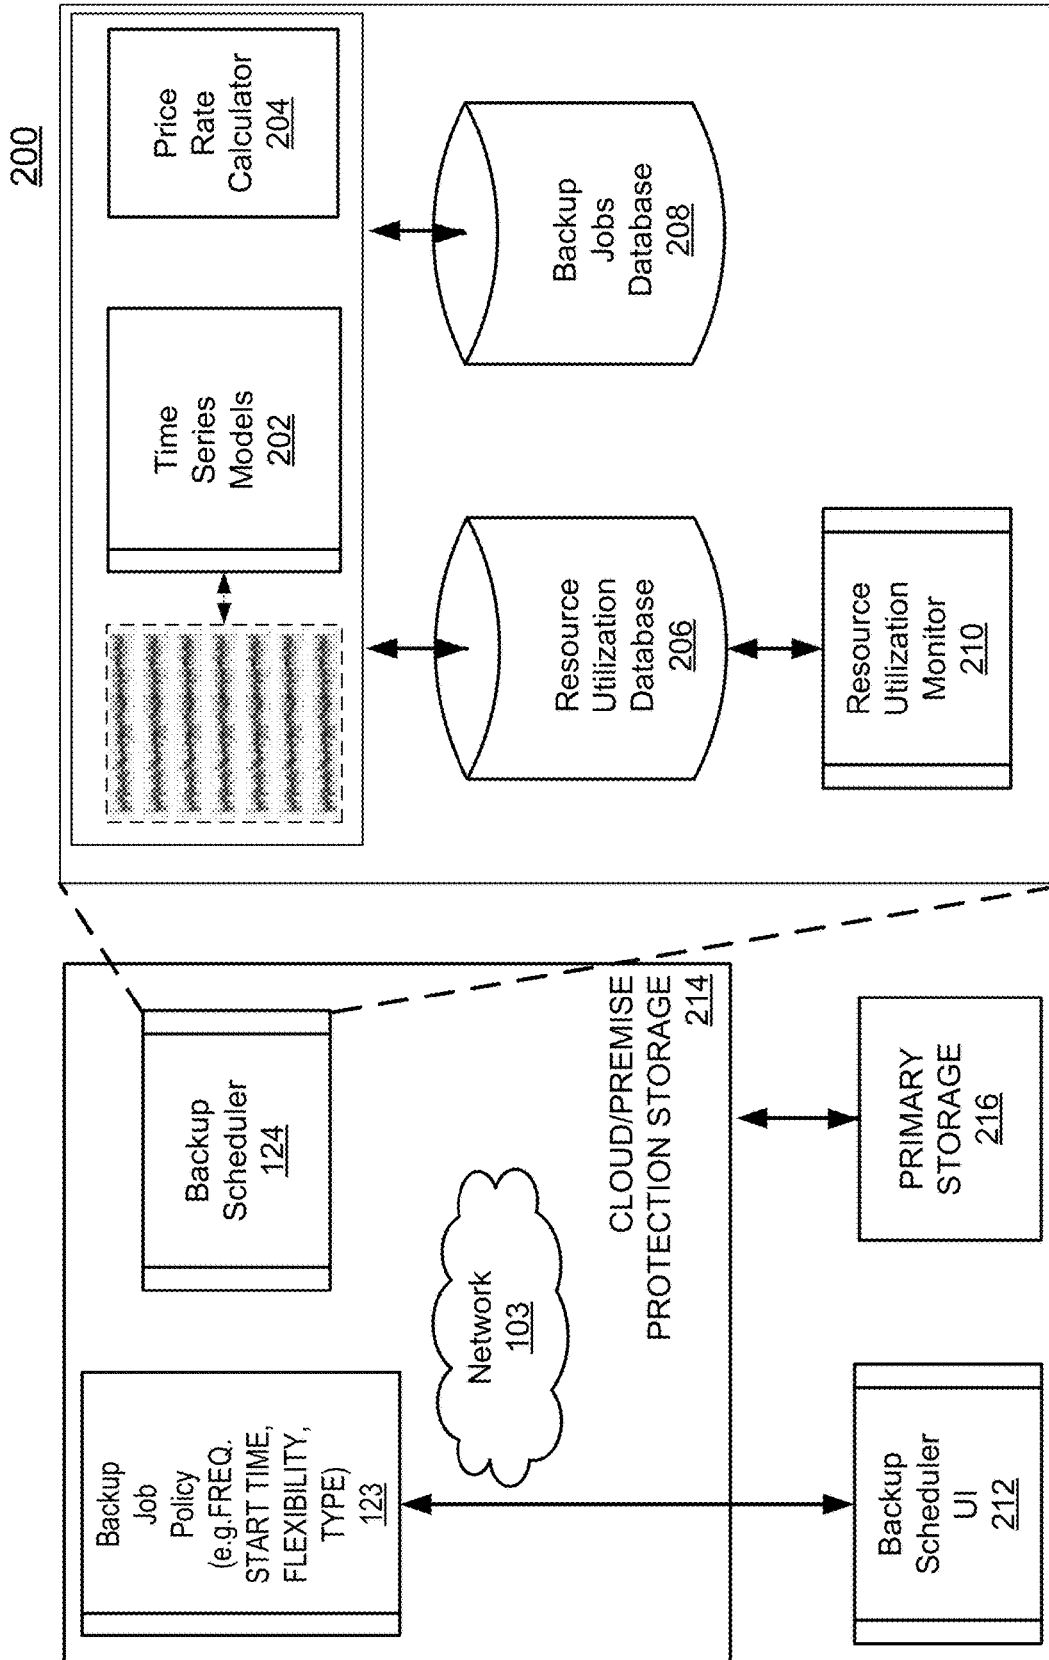 200
Backup
Job
Policy
(e.g.FREQ.
START TIME,
FLEXIBILITY,
TYPE)
123
Backup
Scheduler
124
Network
103
CLOUD/PREMISE
PROTECTION STORAGE
214
Backup
Scheduler
UI
212
PRIMARY
STORAGE
216
Time
Series
Models
202
Price
Rate
Calculator
204
Resource
Utilization
Database
206
Backup
Jobs
Database
208
Resource
Utilization
Monitor
210